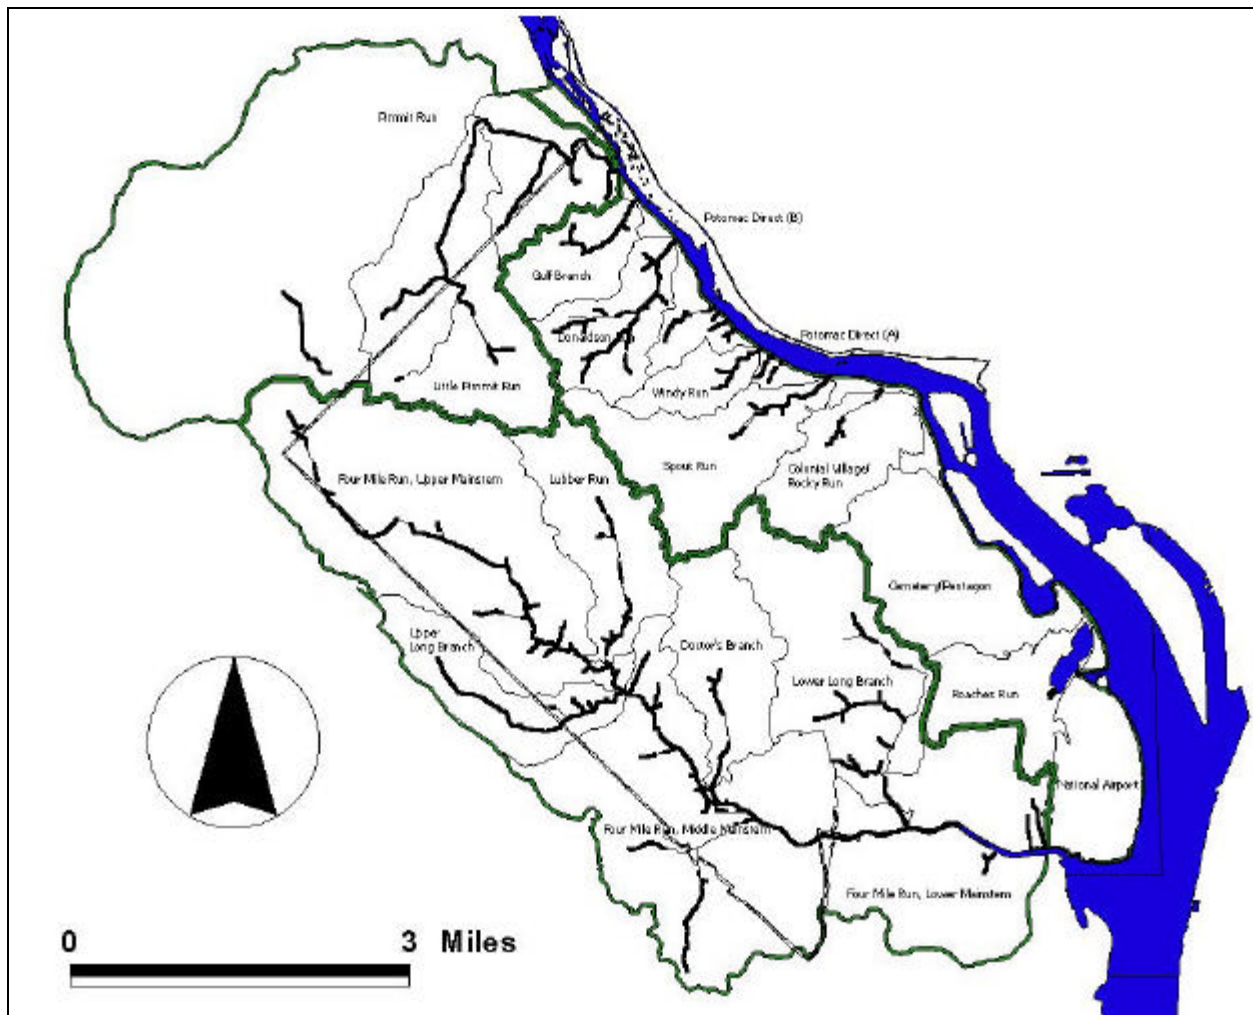 Pimmit Run
Potomac Direct (B)
Gulf Branch
Potomac Direct (A)
Donaldson Run
Little Pimmit Run
Windy Run
Four Mile Run, Upper Mainstem
Lubber Run
Spout Run
Colonial Village/
Rocky Run
Cemetery/Pentagon
Upper
Long Branch
Doctor's Branch
Lower Long Branch
Roaches Run
National Airport
Four Mile Run, Middle Mainstem
Four Mile Run, Lower Mainstem
0 3 Miles